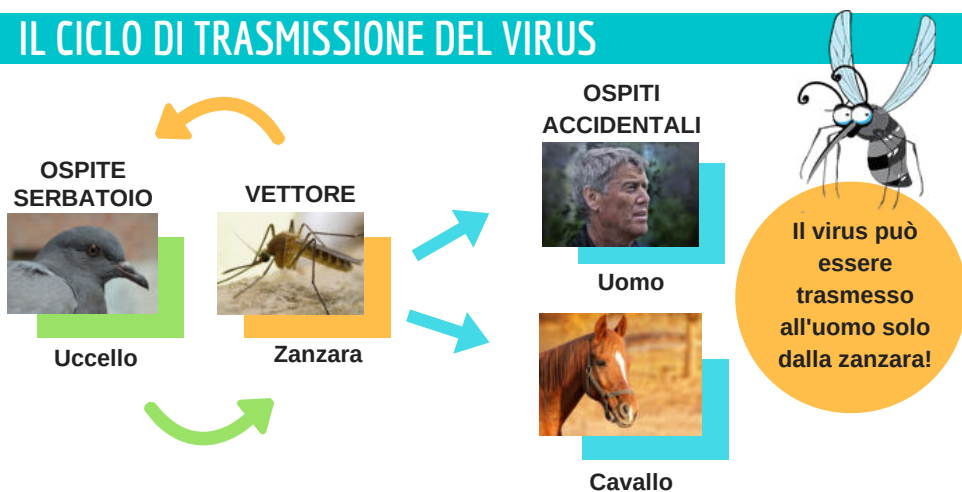 IL CICLO DI TRASMISSIONE DEL VIRUS
OSPITE
SERBATOIO
Uccello
VETTORE
Zanzara
OSPITI
ACCIDENTALI
Uomo
Cavallo
Il virus può
essere
trasmesso
all'uomo solo
dalla zanzara!